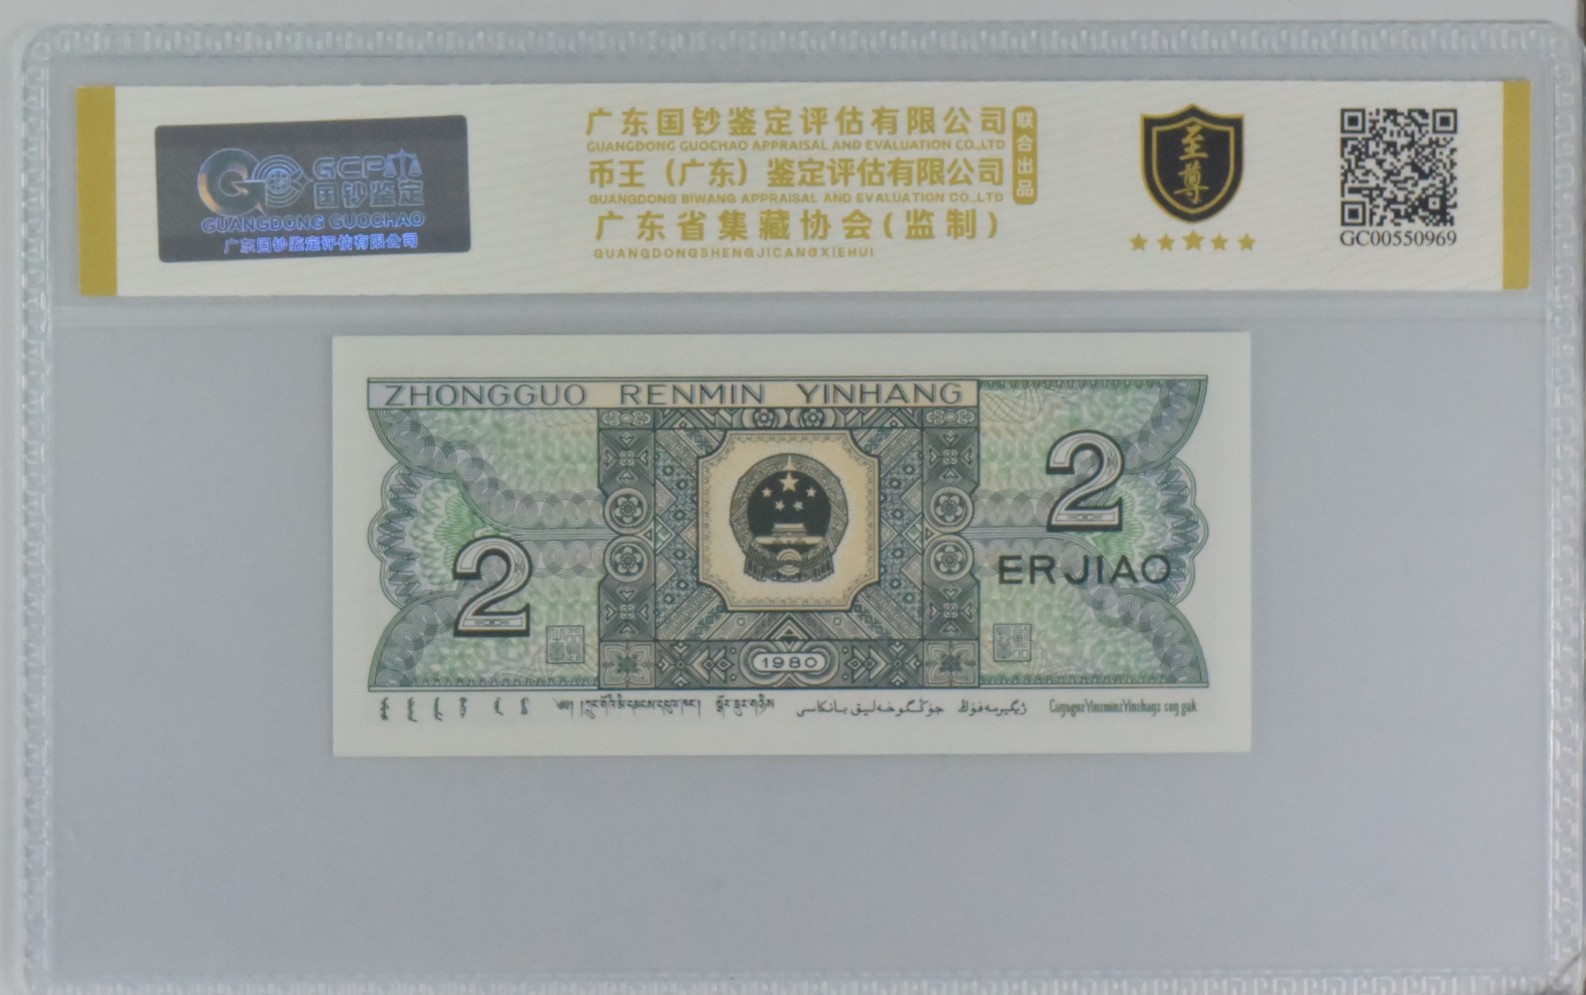 GCP
国钞鉴定
GUANGDONG GUOCHAO
广东国钞鉴定评估有限公司
广东国钞鉴定评估有限公司
GUANGDONG GUOCHAO APPRAISAL AND EVALUATION CO.,LTD
币王（广东）鉴定评估有限公司
GUANGDONG BIWANG APPRAISAL AND EVALUATION CO.,LTD
广东省集藏协会(监制)
GUANGDONGSHENGJICANGXIEHUI
联合出品
至尊
GC00550969
ZHONGGUO RENMIN YINHANG
2
2
ERJIAO
1980